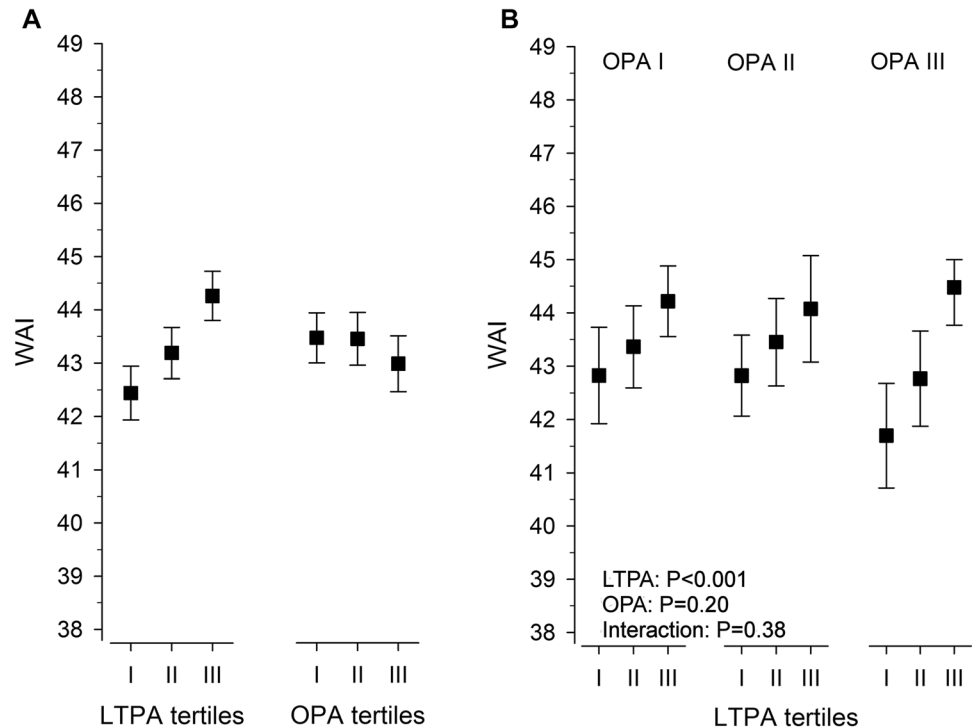 A
49
48
47
46
45
44
43
42
41
40
39
38
WAI
I II III I II III
LTPA tertiles OPA tertiles
B
OPA I OPA II OPA III
49
48
47
46
45
44
43
42
41
40
39
38
WAI
LTPA: P<0.001
OPA: P=0.20
Interaction: P=0.38
I II III I II III I II III
LTPA tertiles